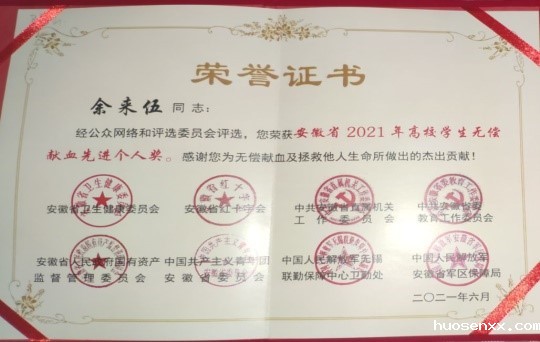 荣誉证书
余来伍 同志：
经公众网络和评选委员会评选，您荣获安徽省2021年高校学生无偿
献血先进个人奖。感谢您为无偿献血及拯救他人生命所做出的杰出贡献！
安徽省卫生健康委员会 安徽省红十字会 中共安徽省直属机关工作委员会 中共安徽省委教育工作委员会
安徽省人民政府国有资产监督管理委员会 中国共产主义青年团安徽省委员会 中国人民解放军无锡联勤保障中心卫勤处 中国人民解放军安徽省军区保障局
二〇二一年六月
huosenxx.com